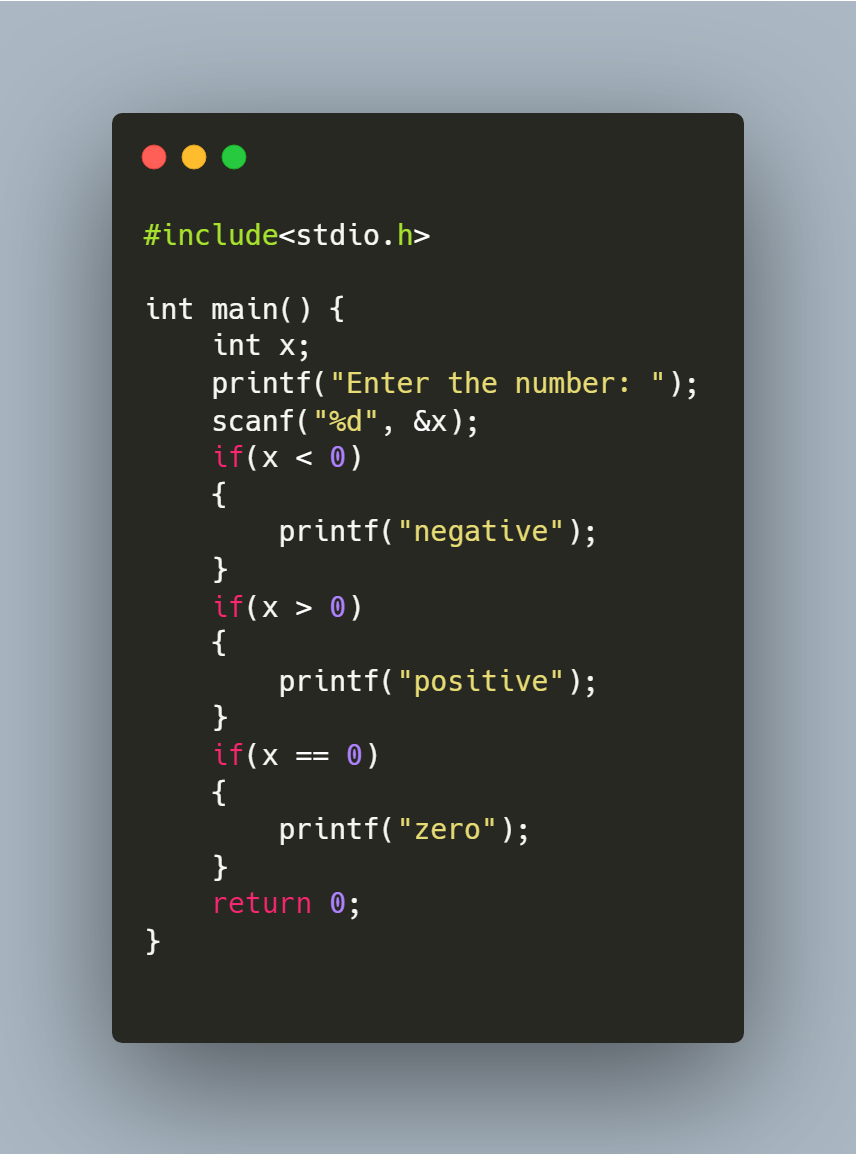 #include<stdio.h>

int main() {
    int x;
    printf("Enter the number: ");
    scanf("%d", &x);
    if(x < 0)
    {
        printf("negative");
    }
    if(x > 0)
    {
        printf("positive");
    }
    if(x == 0)
    {
        printf("zero");
    }
    return 0;
}